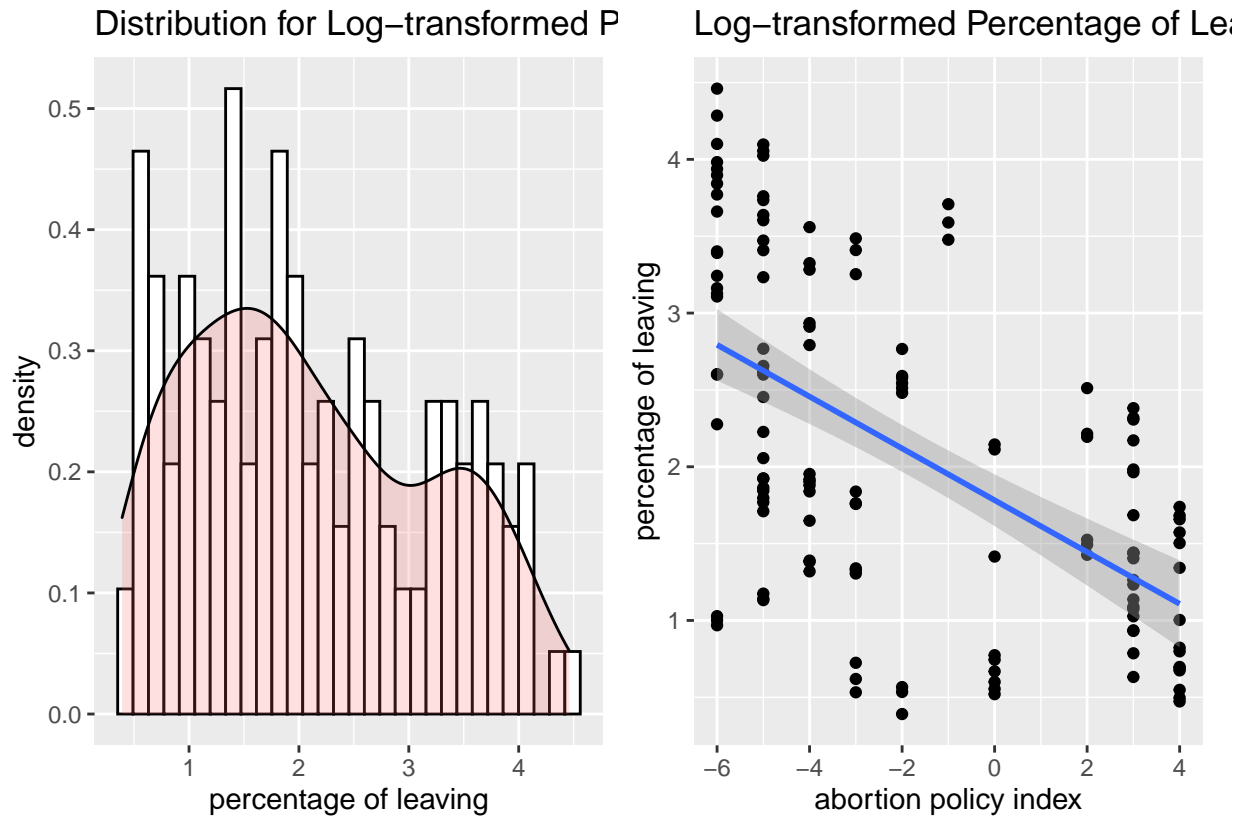 Distribution for Log−transformed P
0.5
0.4
0.3
0.2
0.1
0.0
density
1 2 3 4
percentage of leaving
Log−transformed Percentage of Lea
4
3
2
1
percentage of leaving
−6 −4 −2 0 2 4
abortion policy index